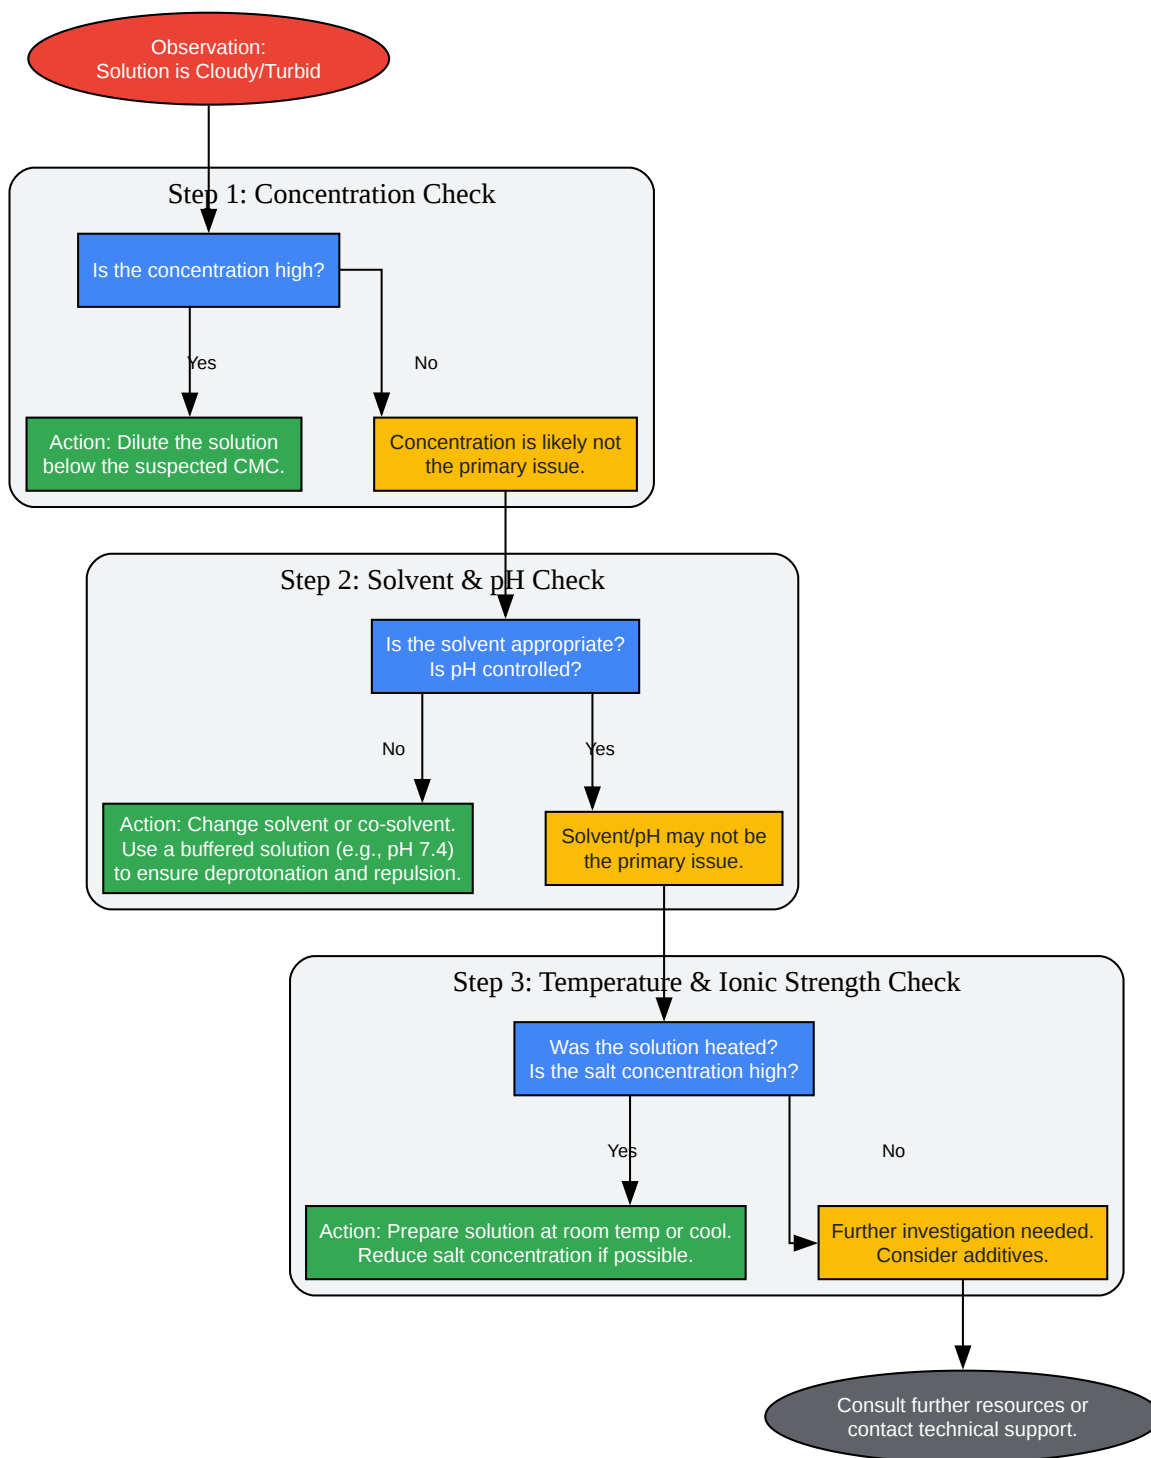 Observation:
Solution is Cloudy/Turbid
Step 1: Concentration Check
Is the concentration high?
Yes
No
Action: Dilute the solution
below the suspected CMC.
Concentration is likely not
the primary issue.
Step 2: Solvent & pH Check
Is the solvent appropriate?
Is pH controlled?
No
Yes
Action: Change solvent or co-solvent.
Use a buffered solution (e.g., pH 7.4)
to ensure deprotonation and repulsion.
Solvent/pH may not be
the primary issue.
Step 3: Temperature & Ionic Strength Check
Was the solution heated?
Is the salt concentration high?
Yes
No
Action: Prepare solution at room temp or cool.
Reduce salt concentration if possible.
Further investigation needed.
Consider additives.
Consult further resources or
contact technical support.